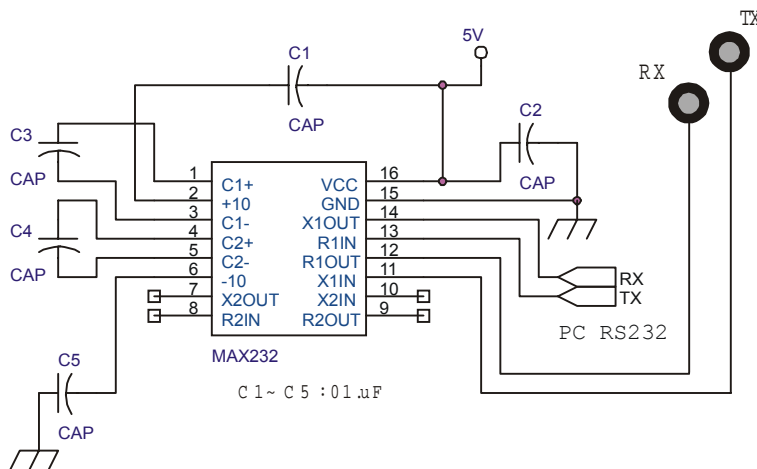 TX
5V
C1
RX
CAP
C2
CAP
C3
CAP
C4
CAP
1 C1+ VCC 16
2 +10 GND 15
3 C1- X1OUT 14
4 C2+ R1IN 13
5 C2- R1OUT 12
6 -10 X1IN 11
7 X2OUT X2IN 10
8 R2IN R2OUT 9
RX
TX
PC RS232
MAX232
C5
CAP
C1~C5:01.uF